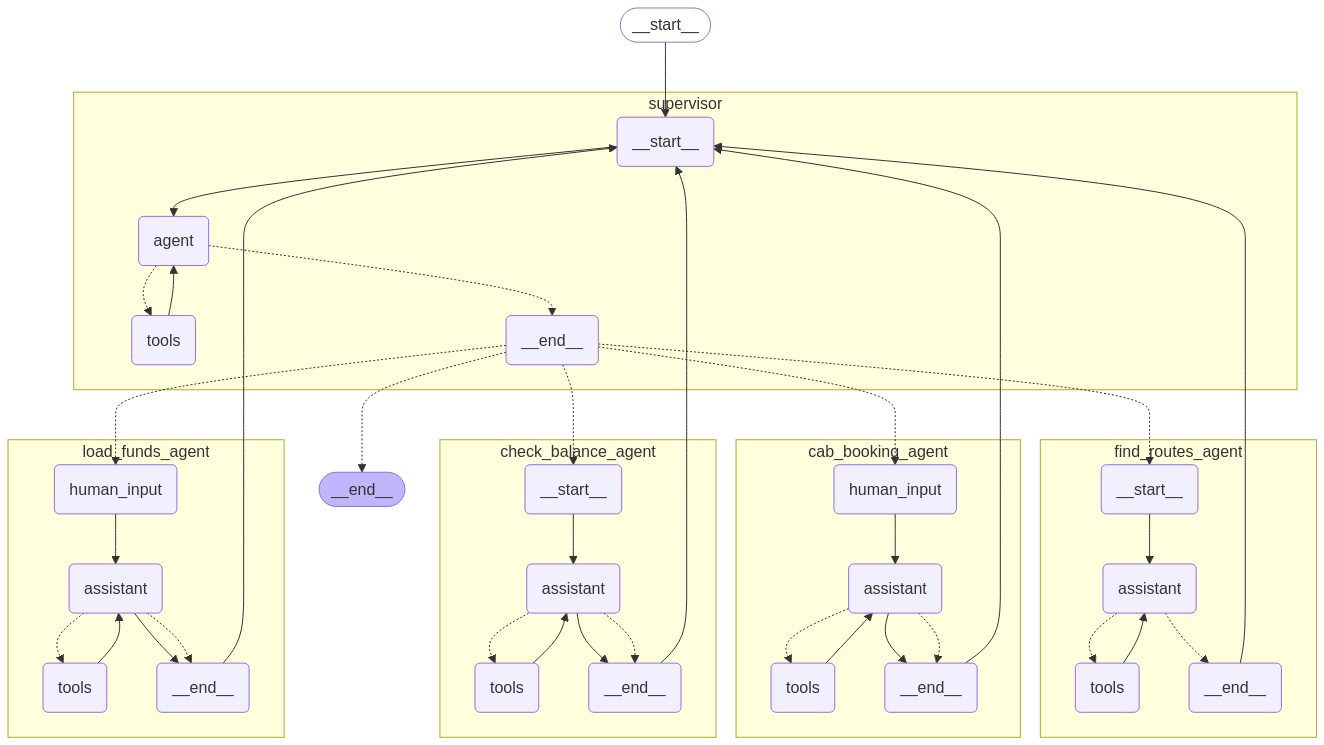 __start__
supervisor
__start__
agent
tools
__end__
load_funds_agent
human_input
assistant
tools
__end__
__end__
check_balance_agent
__start__
assistant
tools
__end__
cab_booking_agent
human_input
assistant
tools
__end__
find_routes_agent
__start__
assistant
tools
__end__